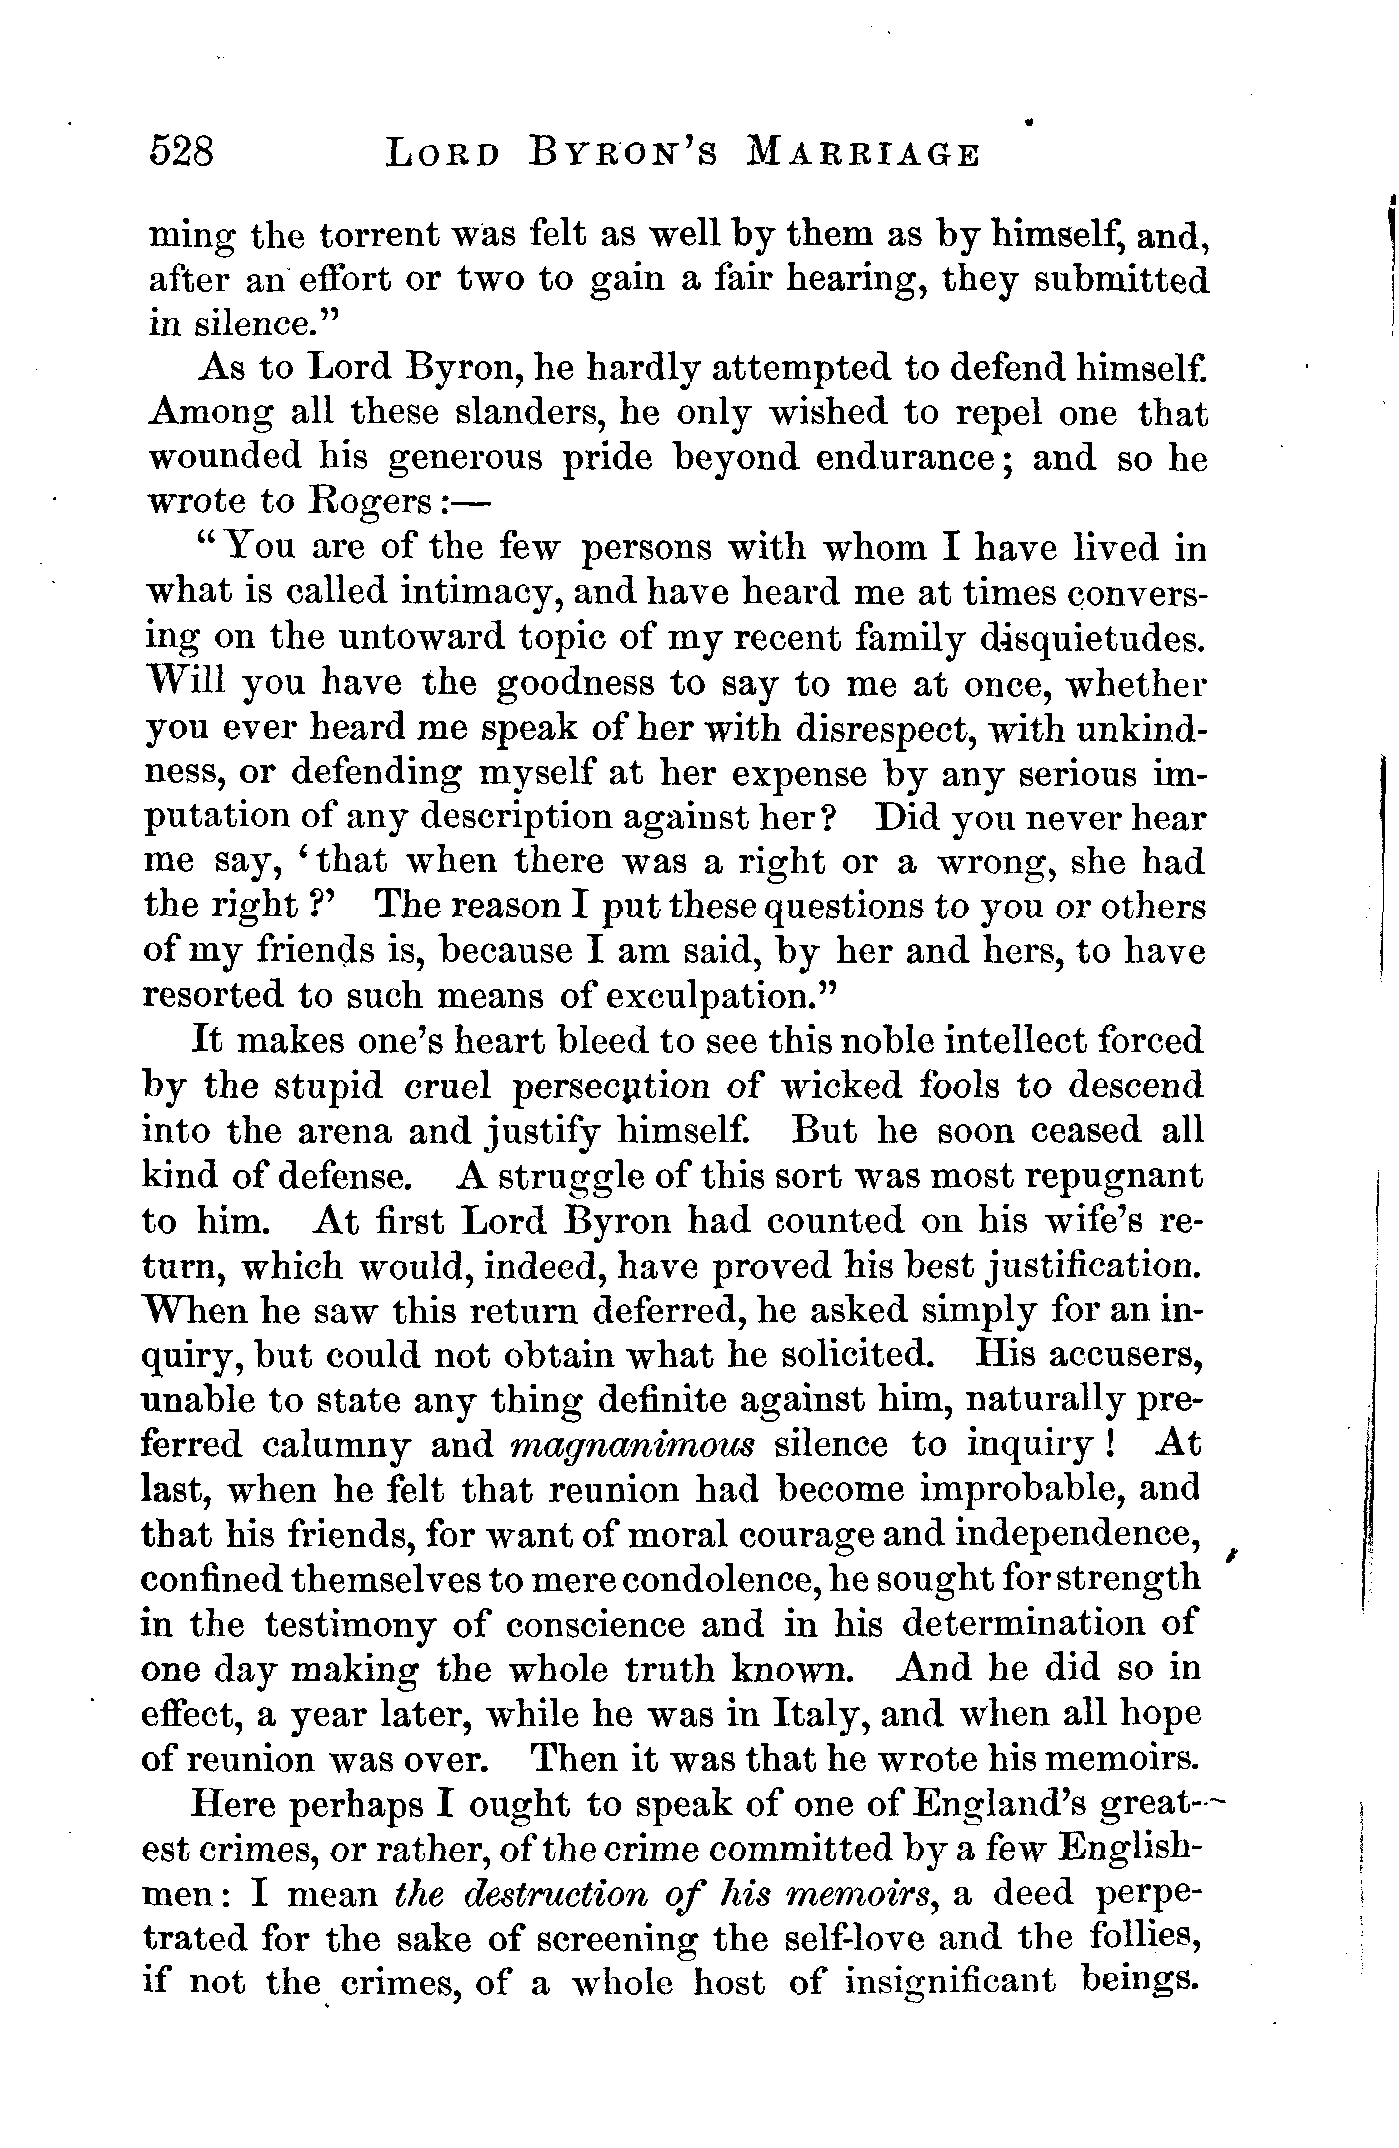 528 LORD BYRON'S MARRIAGE
ming the torrent was felt as well by them as by himself, and,
after an effort or two to gain a fair hearing, they submitted
in silence."
As to Lord Byron, he hardly attempted to defend himself.
Among all these slanders, he only wished to repel one that
wounded his generous pride beyond endurance; and so he
wrote to Rogers:—
"You are of the few persons with whom I have lived in
what is called intimacy, and have heard me at times convers-
ing on the untoward topic of my recent family disquietudes.
Will you have the goodness to say to me at once, whether
you ever heard me speak of her with disrespect, with unkind-
ness, or defending myself at her expense by any serious im-
putation of any description against her? Did you never hear
me say, 'that when there was a right or a wrong, she had
the right?' The reason I put these questions to you or others
of my friends is, because I am said, by her and hers, to have
resorted to such means of exculpation."
It makes one's heart bleed to see this noble intellect forced
by the stupid cruel persecution of wicked fools to descend
into the arena and justify himself. But he soon ceased all
kind of defense. A struggle of this sort was most repugnant
to him. At first Lord Byron had counted on his wife's re-
turn, which would, indeed, have proved his best justification.
When he saw this return deferred, he asked simply for an in-
quiry, but could not obtain what he solicited. His accusers,
unable to state any thing definite against him, naturally pre-
ferred calumny and magnanimous silence to inquiry! At
last, when he felt that reunion had become improbable, and
that his friends, for want of moral courage and independence,
confined themselves to mere condolence, he sought for strength
in the testimony of conscience and in his determination of
one day making the whole truth known. And he did so in
effect, a year later, while he was in Italy, and when all hope
of reunion was over. Then it was that he wrote his memoirs.
Here perhaps I ought to speak of one of England's great-
est crimes, or rather, of the crime committed by a few English-
men: I mean the destruction of his memoirs, a deed perpe-
trated for the sake of screening the self-love and the follies,
if not the crimes, of a whole host of insignificant beings.